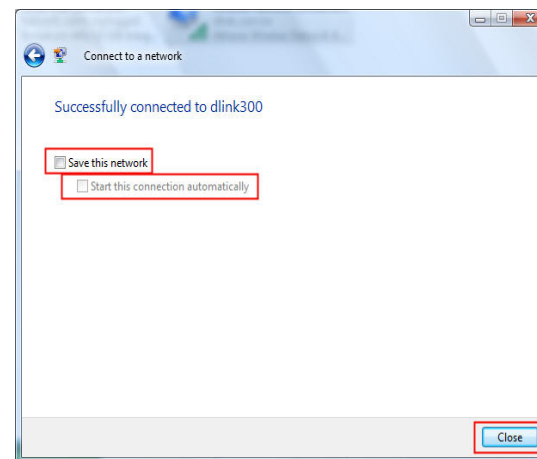 Connect to a network
Successfully connected to dlink300
Save this network
Start this connection automatically
Close